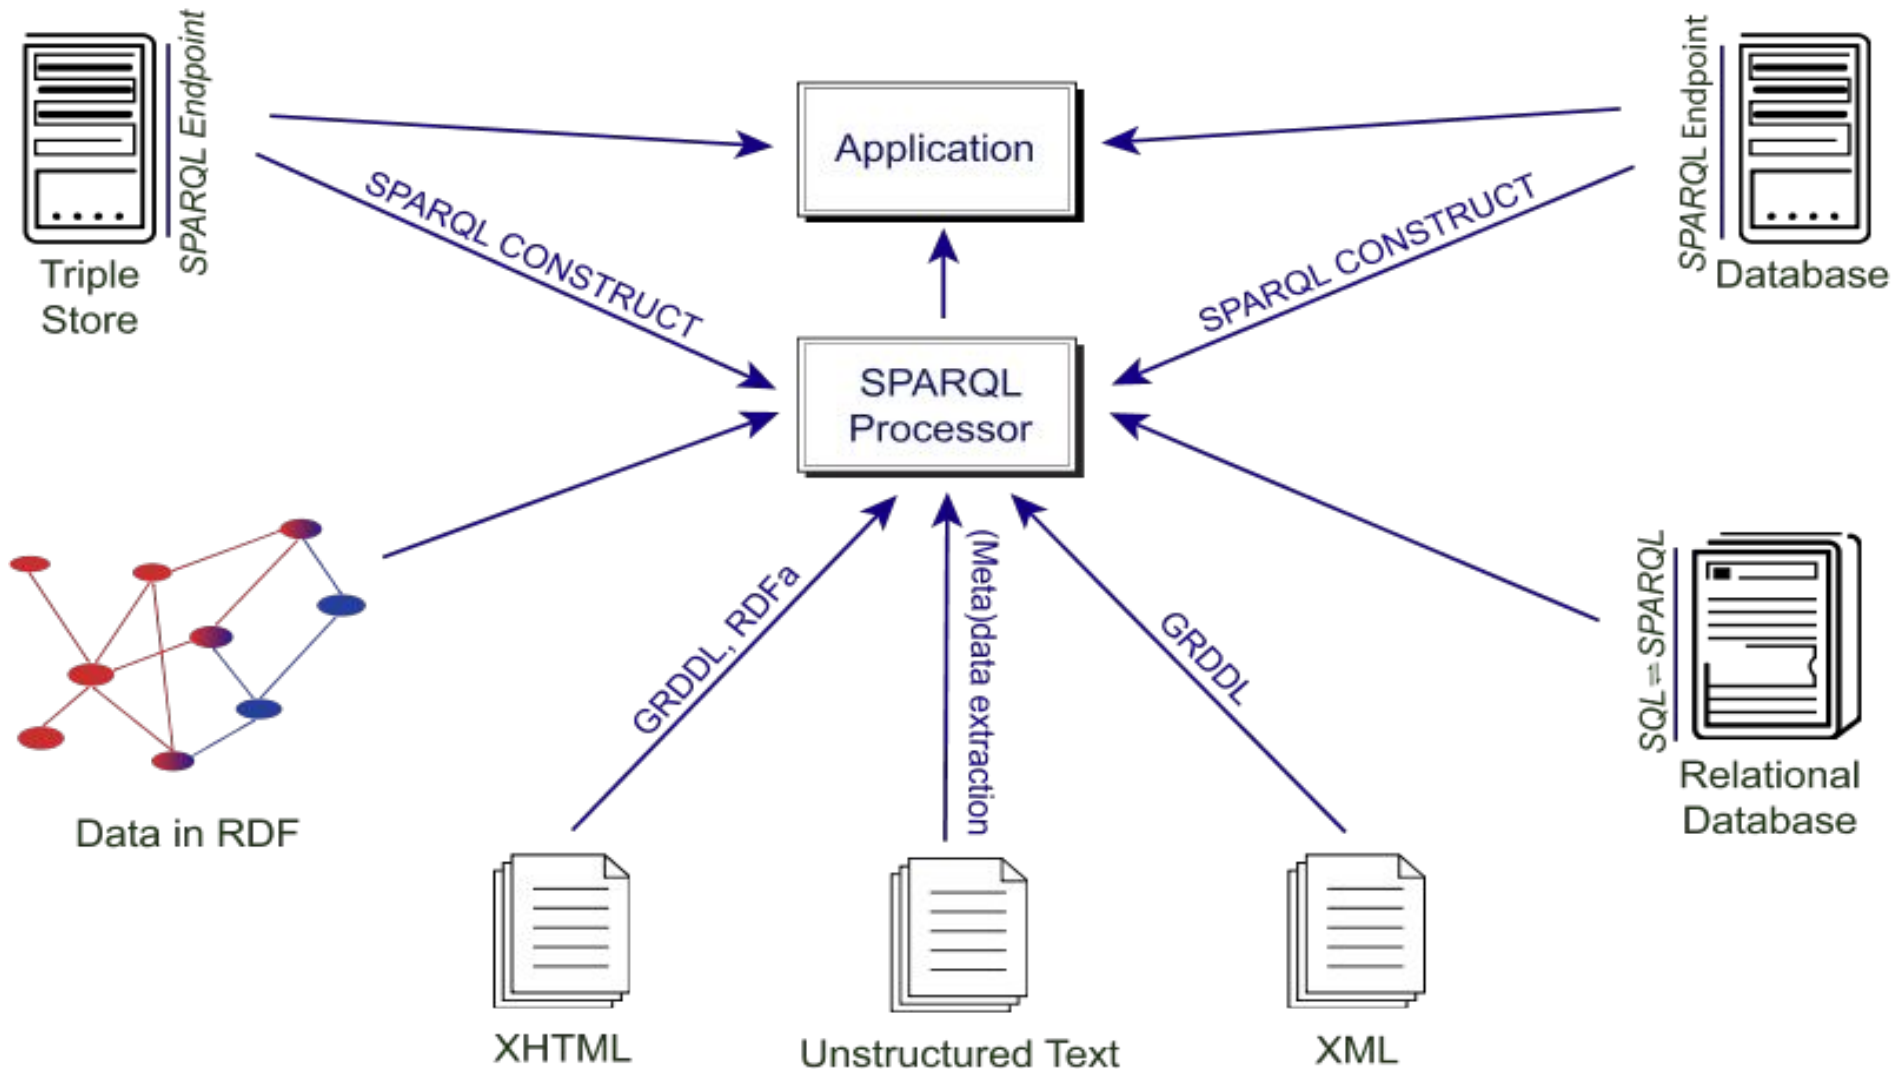 SPARQL Endpoint
Triple
Store
Application
SPARQL Endpoint
Database
SPARQL CONSTRUCT
SPARQL CONSTRUCT
SPARQL
Processor
Data in RDF
GRDDL, RDFa
(Meta)data extraction
GRDDL
SQL⇌SPARQL
Relational
Database
XHTML
Unstructured Text
XML